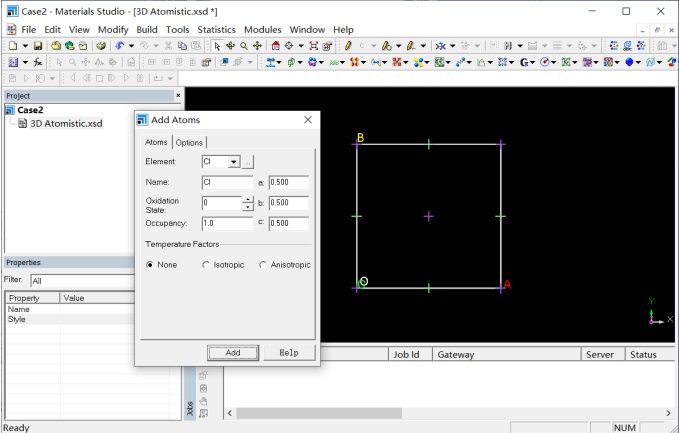 Case2 - Materials Studio - [3D Atomistic.xsd *]
File Edit View Modify Build Tools Statistics Modules Window Help
Project
Case2
3D Atomistic.xsd
Add Atoms
Atoms Options
Element: Cl ...
Name: Cl a: 0.500
Oxidation State: 0 b: 0.500
Occupancy: 1.0 c: 0.500
Temperature Factors
None Isotropic Anisotropic
Add Help
B
O
A
Y
X
Properties
Filter: All
Property Value
Name
Style
Job Id Gateway Server Status
Jobs
Ready
NUM